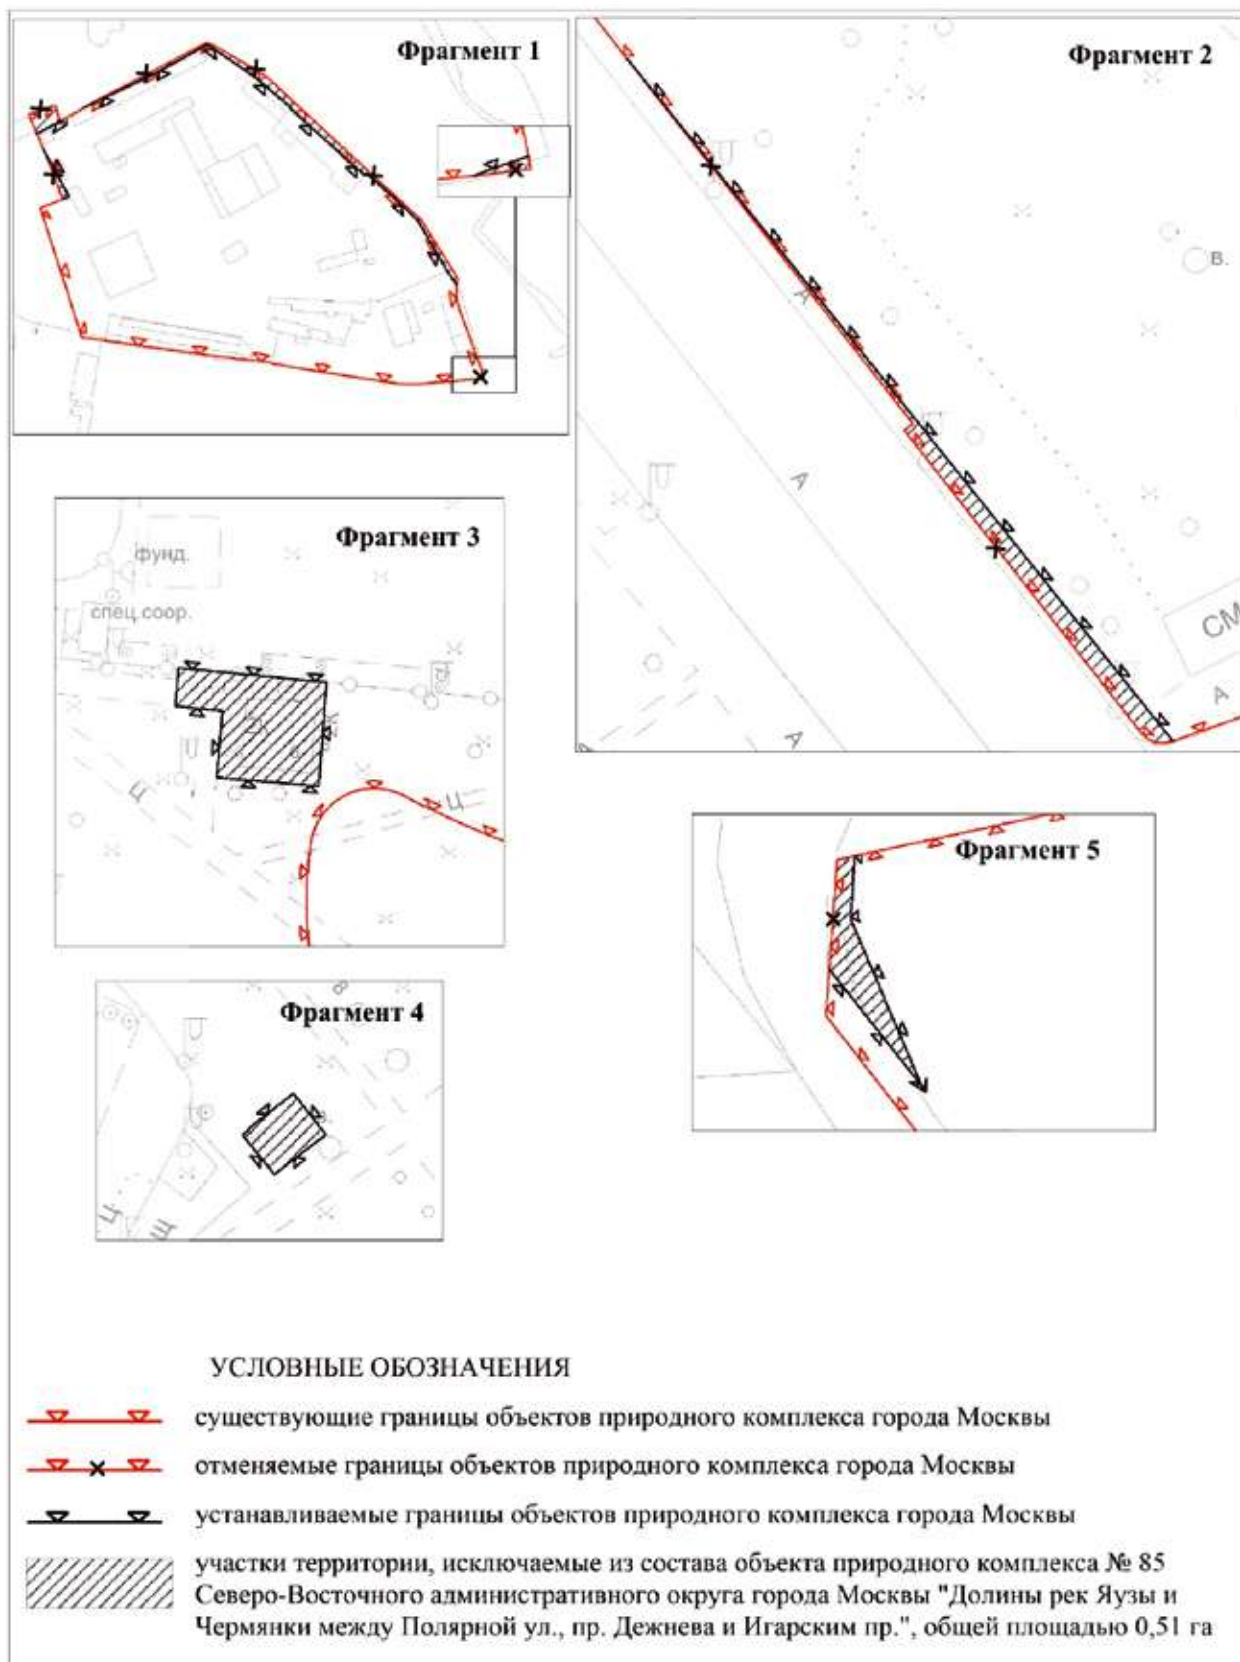 Фрагмент 1
Фрагмент 2
В.
А
А
А
А
СМ
Фрагмент 3
фунд.
спец.соор.
Ц
Ц
Фрагмент 5
Фрагмент 4
8
Ц
Щ
УСЛОВНЫЕ ОБОЗНАЧЕНИЯ
существующие границы объектов природного комплекса города Москвы
отменяемые границы объектов природного комплекса города Москвы
устанавливаемые границы объектов природного комплекса города Москвы
участки территории, исключаемые из состава объекта природного комплекса № 85
Северо-Восточного административного округа города Москвы "Долины рек Яузы и
Чермянки между Полярной ул., пр. Дежнева и Игарским пр.", общей площадью 0,51 га